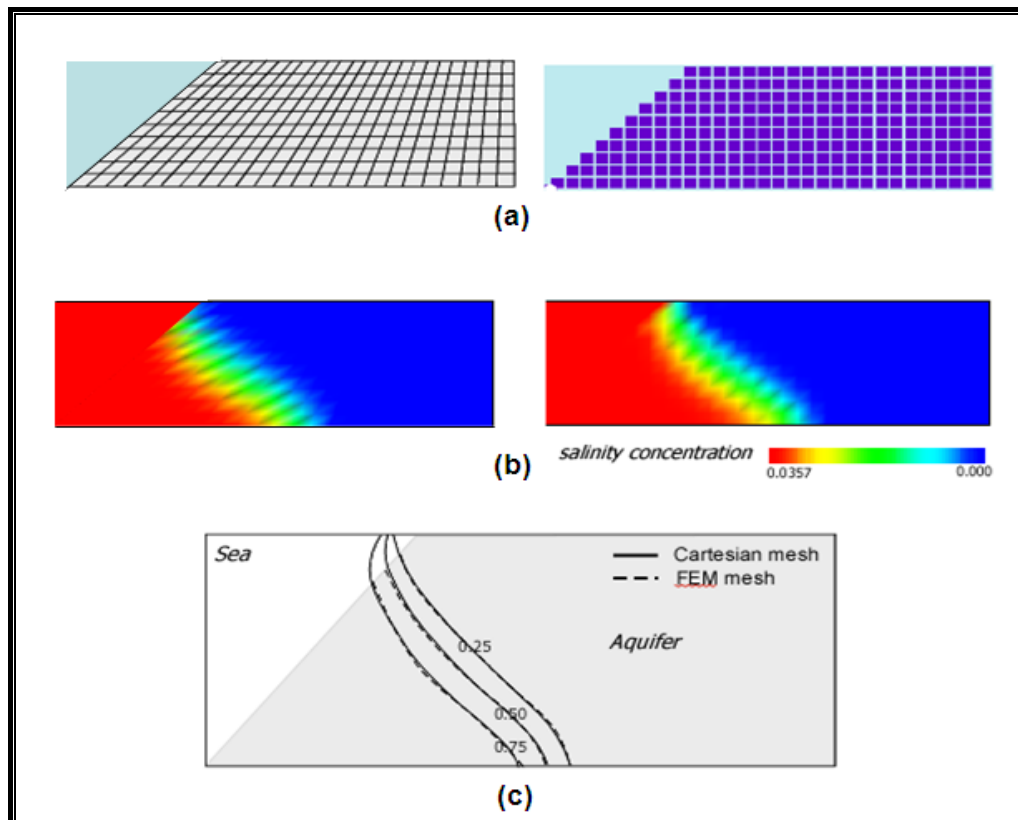 (a)
(b)
salinity concentration
0.0357 0.000
Sea
Cartesian mesh
FEM mesh
Aquifer
0.25
0.50
0.75
(c)